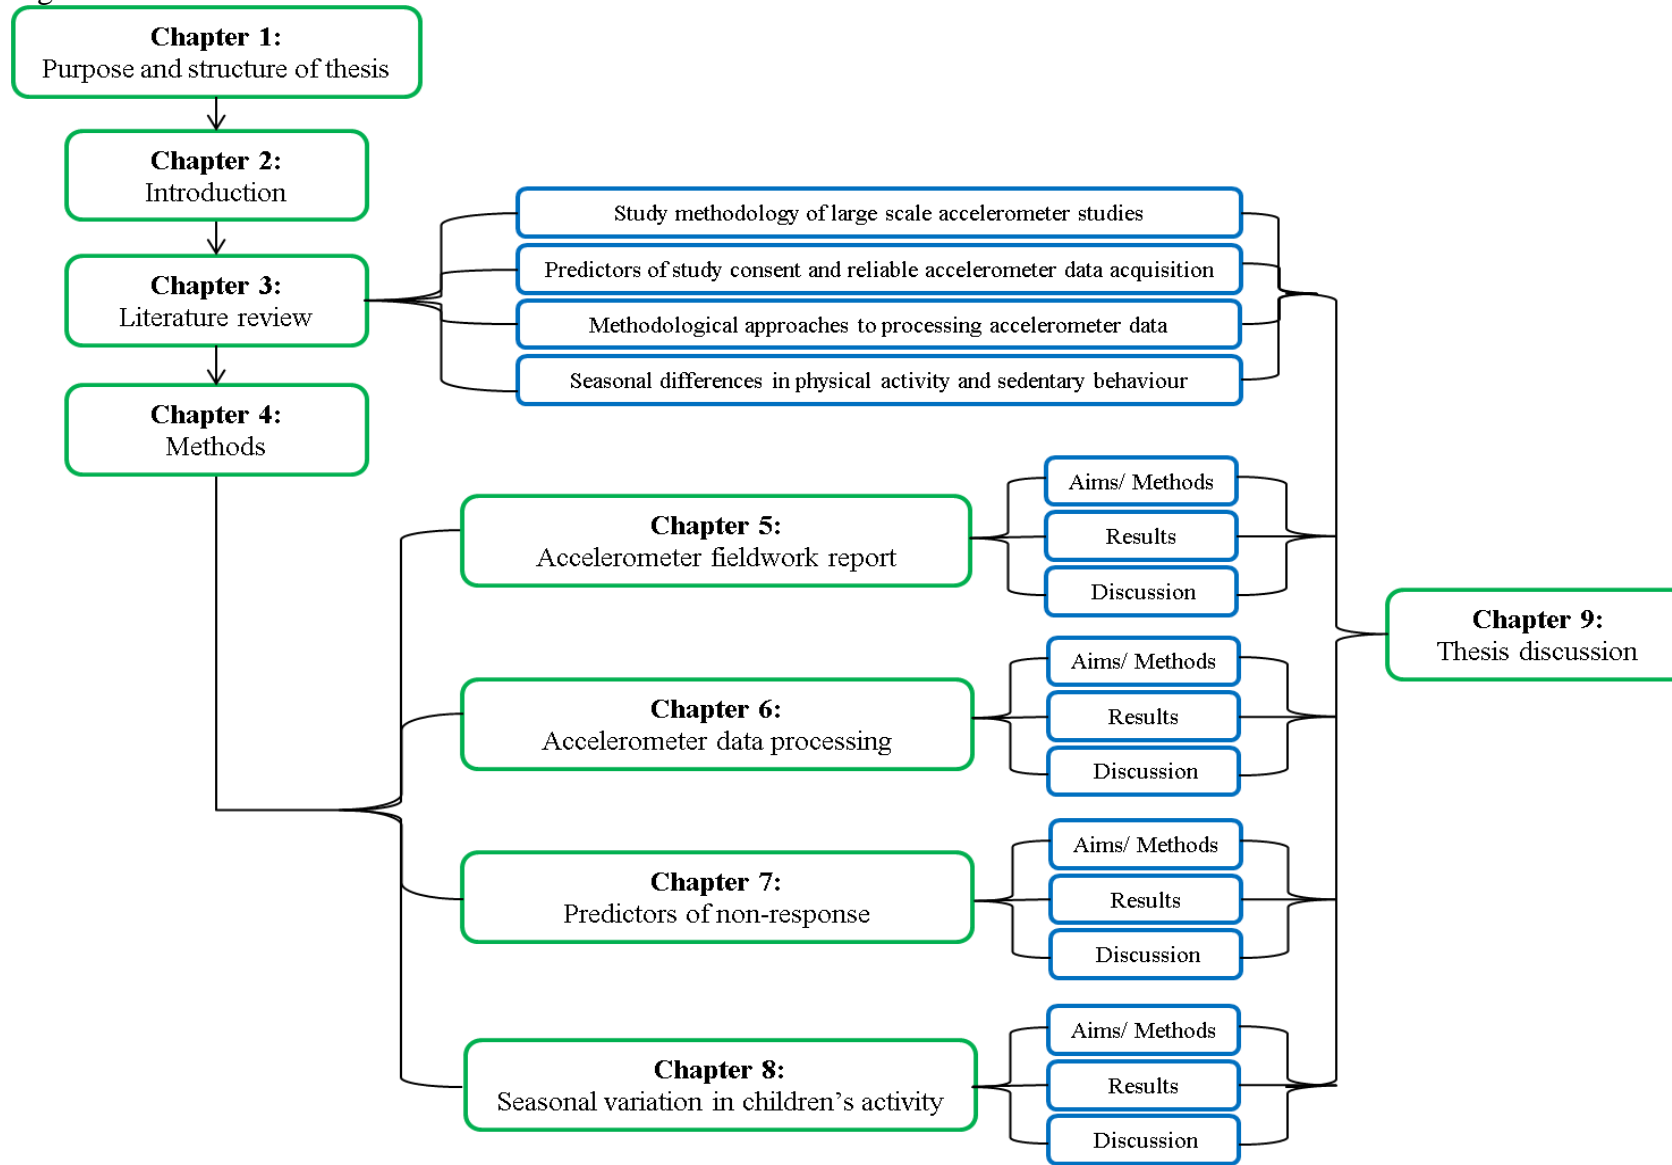 Chapter 1:
Purpose and structure of thesis
Chapter 2:
Introduction
Chapter 3:
Literature review
Chapter 4:
Methods
Study methodology of large scale accelerometer studies
Predictors of study consent and reliable accelerometer data acquisition
Methodological approaches to processing accelerometer data
Seasonal differences in physical activity and sedentary behaviour
Chapter 5:
Accelerometer fieldwork report
Aims/ Methods
Results
Discussion
Chapter 6:
Accelerometer data processing
Aims/ Methods
Results
Discussion
Chapter 7:
Predictors of non-response
Aims/ Methods
Results
Discussion
Chapter 8:
Seasonal variation in children’s activity
Aims/ Methods
Results
Discussion
Chapter 9:
Thesis discussion